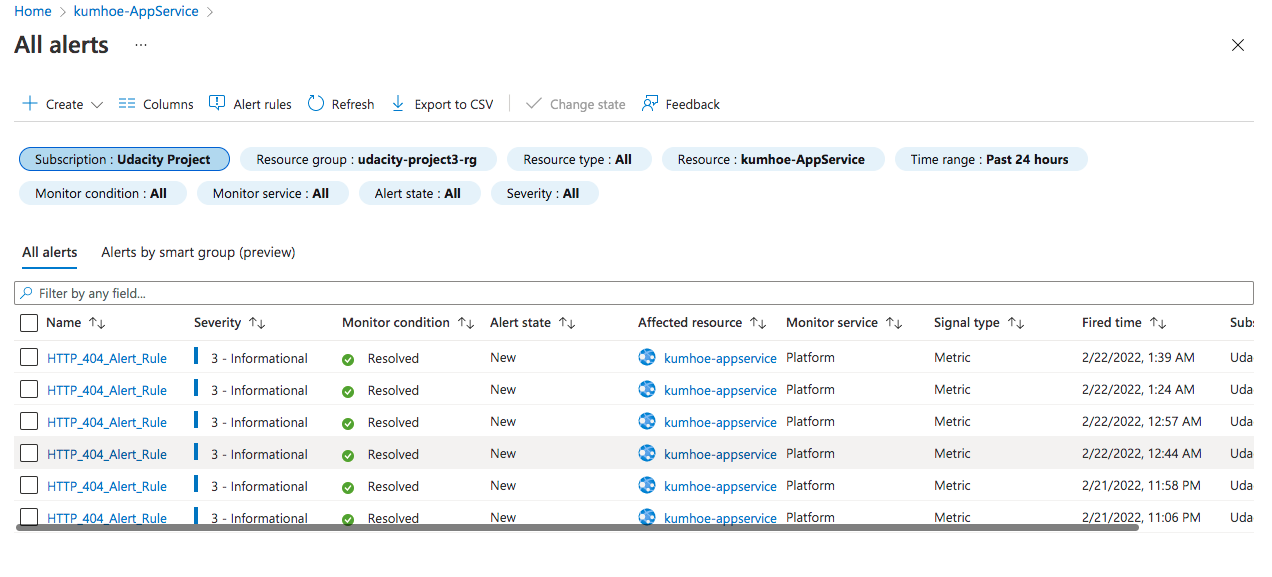 Home > kumhoe-AppService >
All alerts ...
Create Columns Alert rules Refresh Export to CSV Change state Feedback
Subscription : Udacity Project Resource group : udacity-project3-rg Resource type : All Resource : kumhoe-AppService Time range : Past 24 hours
Monitor condition : All Monitor service : All Alert state : All Severity : All
All alerts Alerts by smart group (preview)
Filter by any field...
Name Severity Monitor condition Alert state Affected resource Monitor service Signal type Fired time Subs
HTTP_404_Alert_Rule 3 - Informational Resolved New kumhoe-appservice Platform Metric 2/22/2022, 1:39 AM Uda
HTTP_404_Alert_Rule 3 - Informational Resolved New kumhoe-appservice Platform Metric 2/22/2022, 1:24 AM Uda
HTTP_404_Alert_Rule 3 - Informational Resolved New kumhoe-appservice Platform Metric 2/22/2022, 12:57 AM Uda
HTTP_404_Alert_Rule 3 - Informational Resolved New kumhoe-appservice Platform Metric 2/22/2022, 12:44 AM Uda
HTTP_404_Alert_Rule 3 - Informational Resolved New kumhoe-appservice Platform Metric 2/21/2022, 11:58 PM Uda
HTTP_404_Alert_Rule 3 - Informational Resolved New kumhoe-appservice Platform Metric 2/21/2022, 11:06 PM Uda